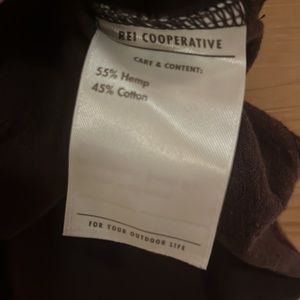 REI COOPERATIVE
CARE & CONTENT:
55% Hemp
45% Cotton
FOR YOUR OUTDOOR LIFE